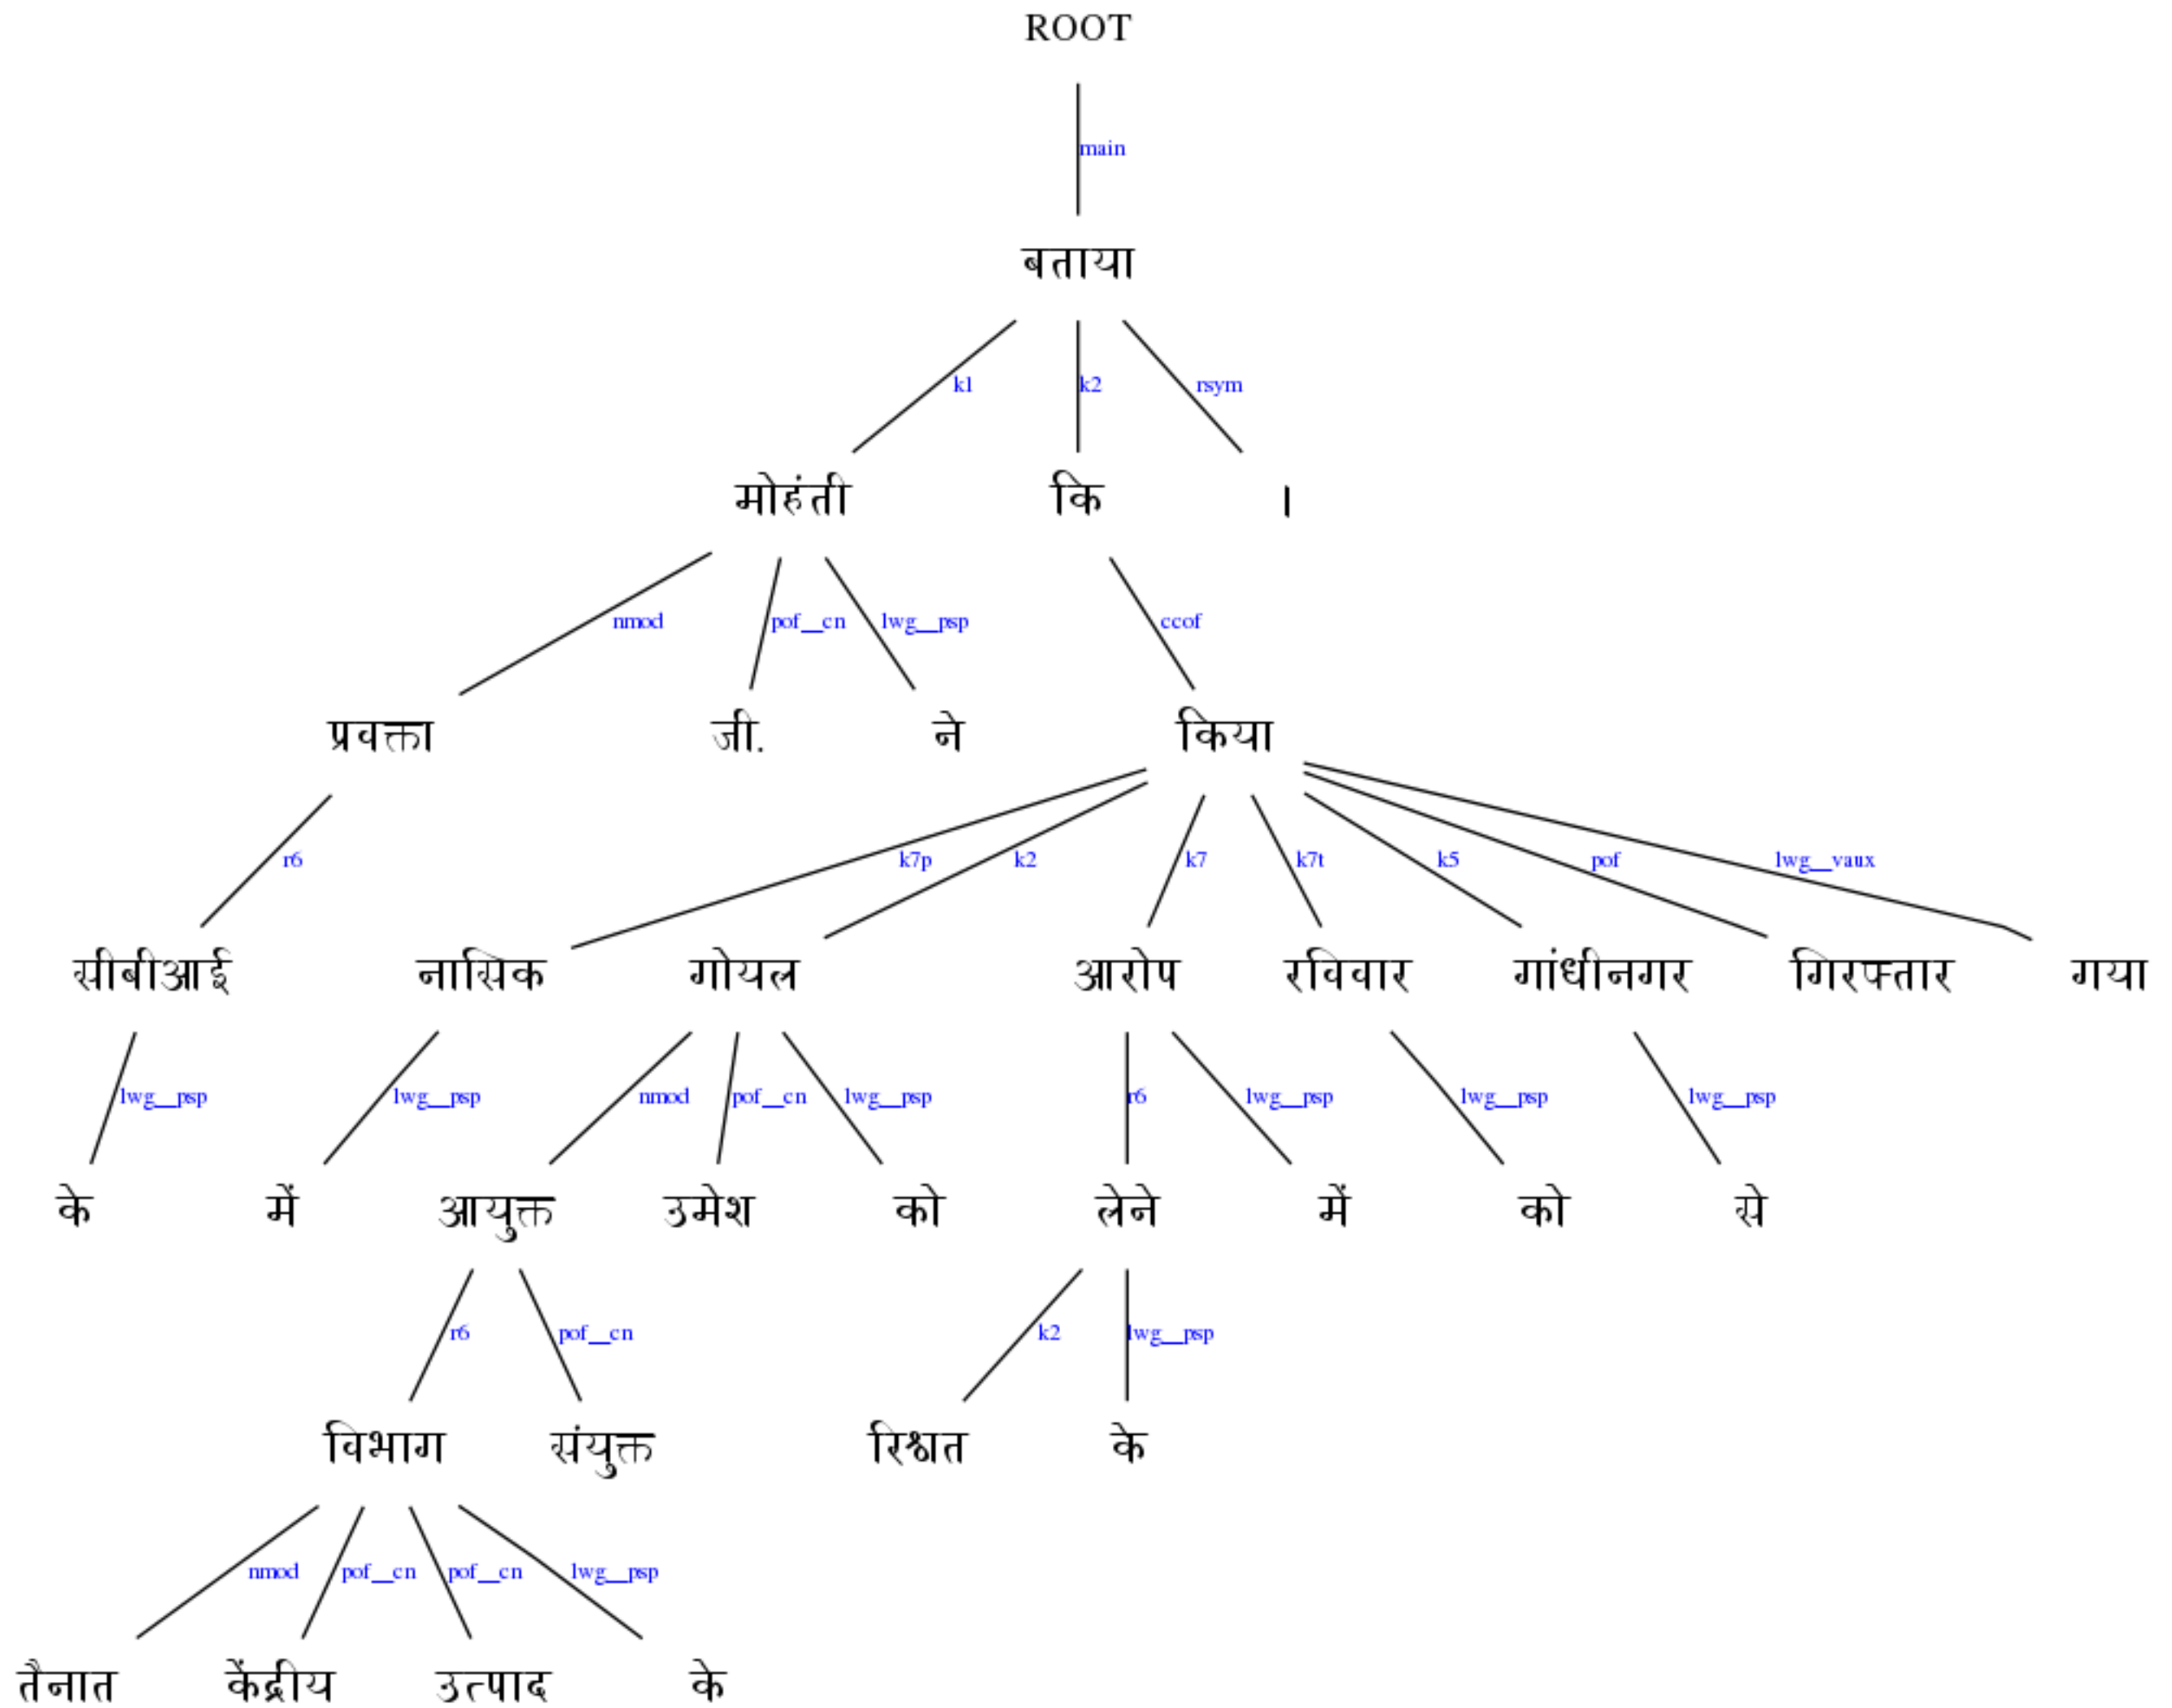 ROOT
main
बताया
k1 k2 rsym
मोहंती कि ।
nmod pof__cn lwg__psp ccof
प्रवक्ता जी. ने किया
r6 k7p k2 k7 k7t k5 pof lwg__vaux
सीबीआई नासिक गोयल आरोप रविवार गांधीनगर गिरफ्तार गया
lwg__psp lwg__psp nmod pof__cn lwg__psp r6 lwg__psp lwg__psp lwg__psp
के में आयुक्त उमेश को लेने में को से
r6 pof__cn k2 lwg__psp
विभाग संयुक्त रिश्वत के
nmod pof__cn pof__cn lwg__psp
तैनात केंद्रीय उत्पाद के